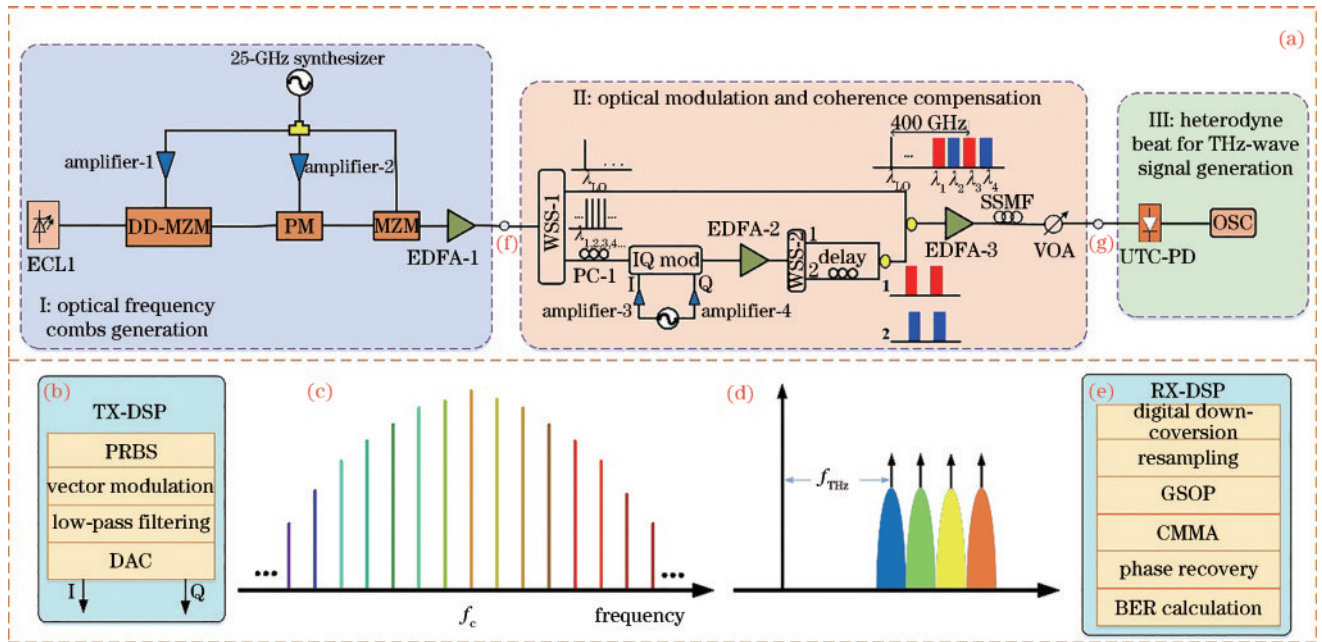 (a)
25-GHz synthesizer
amplifier-1
amplifier-2
DD-MZM
PM
MZM
ECL1
EDFA-1
(f)
I: optical frequency
combs generation
II: optical modulation and coherence compensation
400 GHz
...
λLO
λ1 λ2 λ3 λ4
...
λLO
WSS-1
... ...
λ1,2,3,4...
PC-1
IQ mod
I Q
amplifier-3
amplifier-4
EDFA-2
WSS-2
1
2
delay
EDFA-3
SSMF
VOA
(g)
1
2
III: heterodyne
beat for THz-wave
signal generation
UTC-PD
OSC
(b)
TX-DSP
PRBS
vector modulation
low-pass filtering
DAC
I Q
(c)
... ...
fc
frequency
(d)
fTHz
(e)
RX-DSP
digital down-
coversion
resampling
GSOP
CMMA
phase recovery
BER calculation